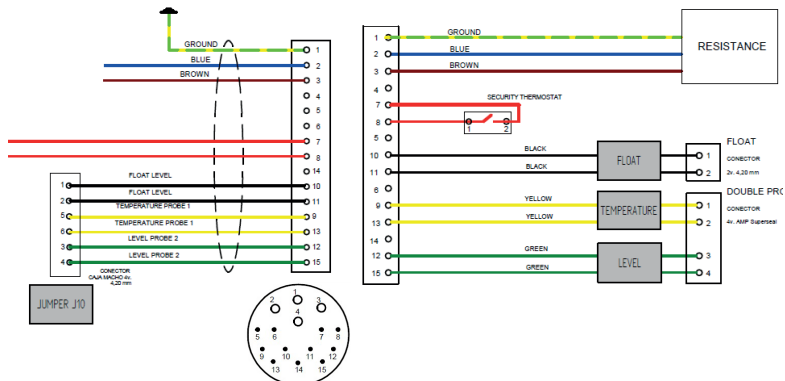 GROUND
BLUE
BROWN
1
2
3
4
5
6
7
8
14
10
11
9
13
12
15
1 FLOAT LEVEL
2 FLOAT LEVEL
5 TEMPERATURE PROBE 1
6 TEMPERATURE PROBE 1
3 LEVEL PROBE 2
4 LEVEL PROBE 2
CONECTOR
CAJA MACHO 4v.
4,20 mm
JUMPER J10
1
2 3
4
5 6 7 8
9 10 11 12
13 14 15
1
2
3
4
7
8
5
10
11
6
9
13
14
12
15
GROUND
BLUE
BROWN
RESISTANCE
SECURITY THERMOSTAT
1 2
BLACK
BLACK
FLOAT
FLOAT
1 CONECTOR
2 2v. 4,20 mm
YELLOW
YELLOW
TEMPERATURE
DOUBLE PRO
1 CONECTOR
2 4v. AMP Superseal
GREEN
GREEN
LEVEL
3
4